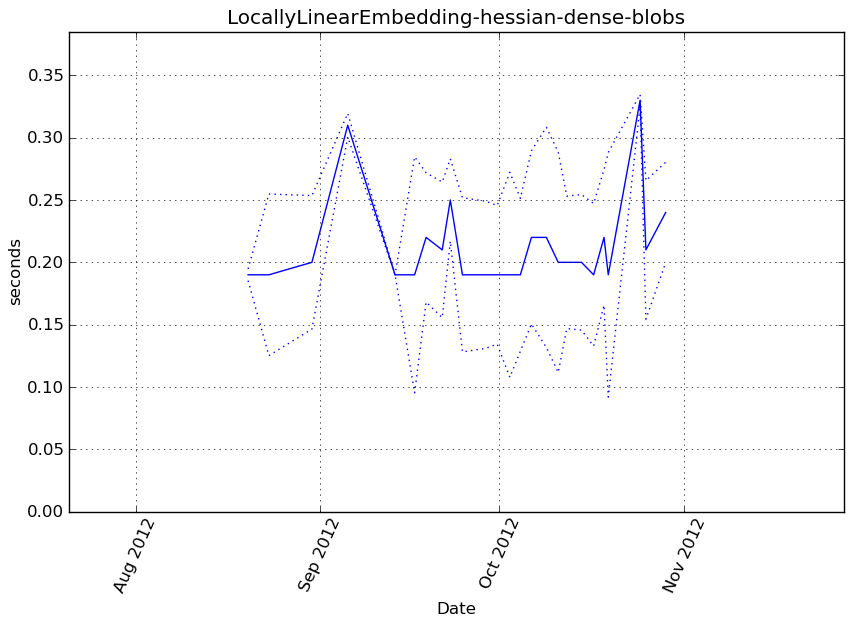 LocallyLinearEmbedding-hessian-dense-blobs
0.35
0.30
0.25
0.20
0.15
0.10
0.05
0.00
seconds
Aug 2012
Sep 2012
Oct 2012
Nov 2012
Date